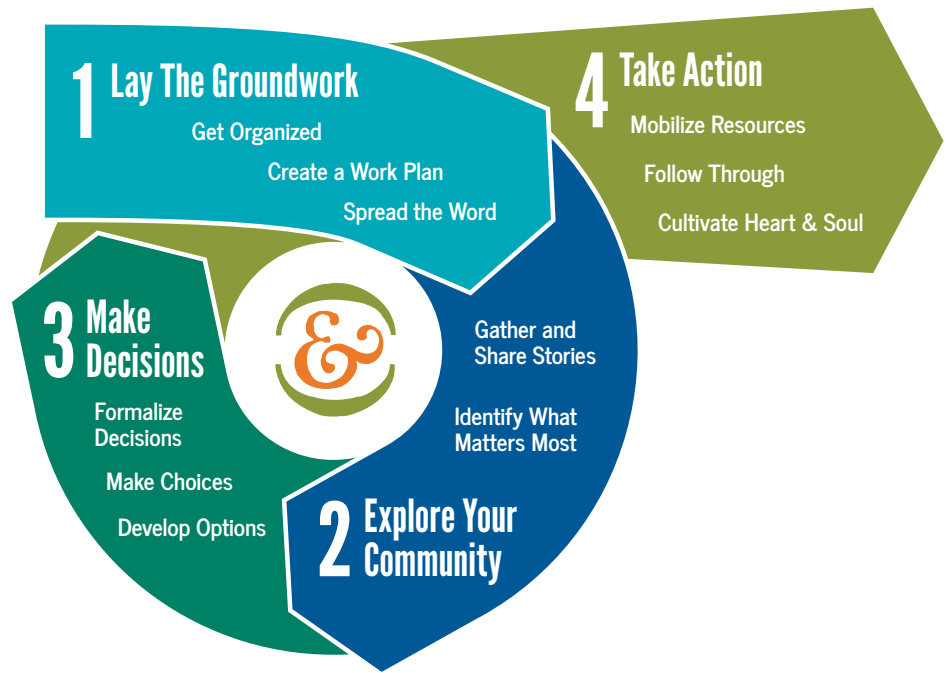 1 Lay The Groundwork
Get Organized
Create a Work Plan
Spread the Word
4 Take Action
Mobilize Resources
Follow Through
Cultivate Heart & Soul
&
Gather and
Share Stories
Identify What
Matters Most
2 Explore Your
Community
3 Make
Decisions
Formalize
Decisions
Make Choices
Develop Options